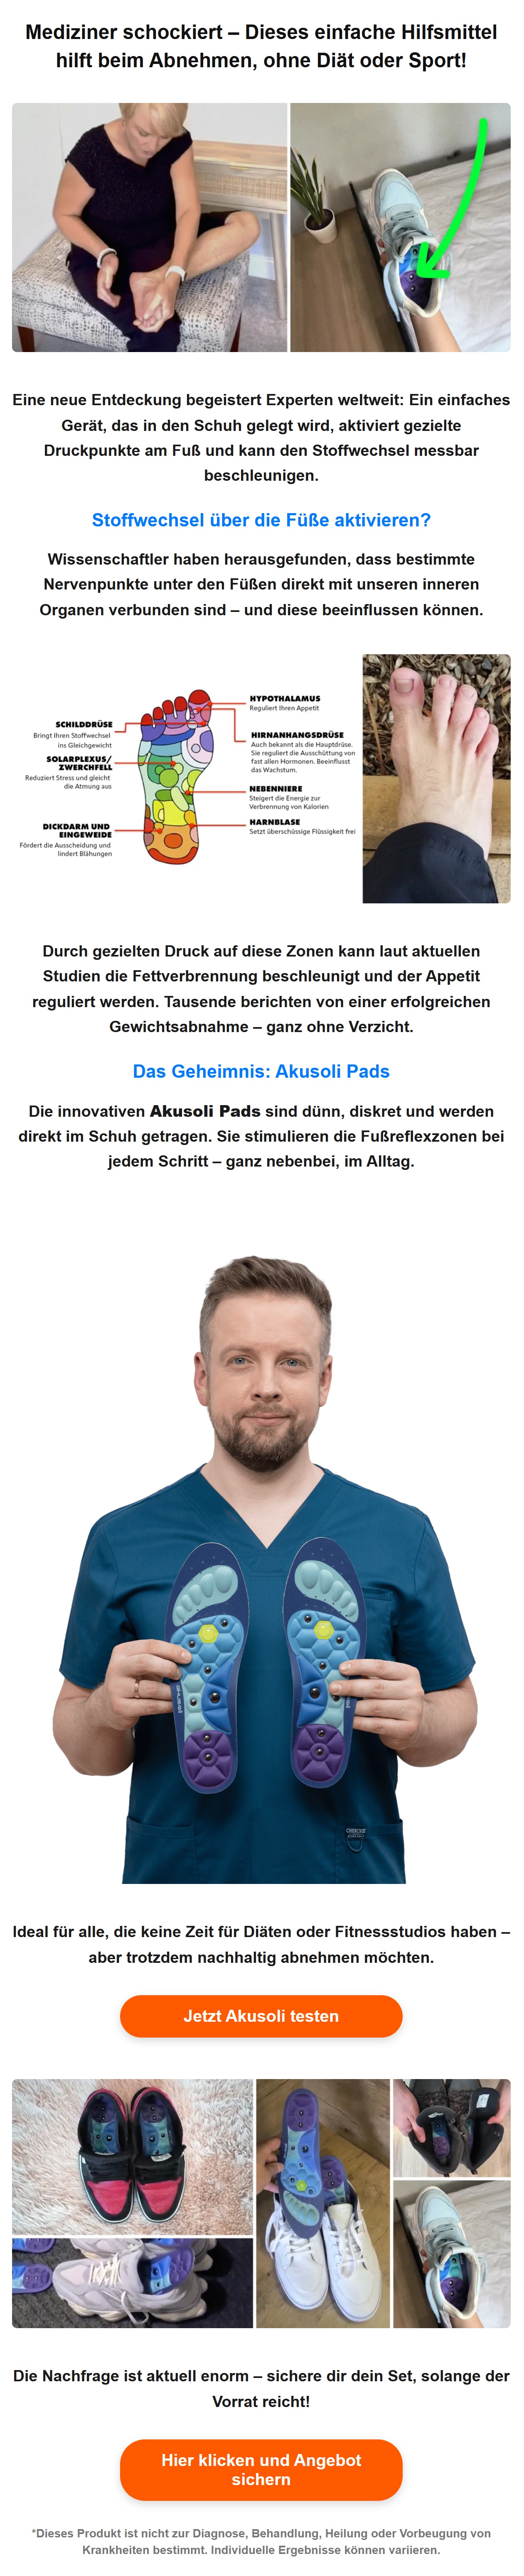 Mediziner schockiert – Dieses einfache Hilfsmittel
hilft beim Abnehmen, ohne Diät oder Sport!
Eine neue Entdeckung begeistert Experten weltweit: Ein einfaches
Gerät, das in den Schuh gelegt wird, aktiviert gezielte
Druckpunkte am Fuß und kann den Stoffwechsel messbar
beschleunigen.
Stoffwechsel über die Füße aktivieren?
Wissenschaftler haben herausgefunden, dass bestimmte
Nervenpunkte unter den Füßen direkt mit unseren inneren
Organen verbunden sind – und diese beeinflussen können.
SCHILDDRÜSE
Bringt Ihren Stoffwechsel
ins Gleichgewicht
SOLARPLEXUS/
ZWERCHFELL
Reduziert Stress und gleicht
die Atmung aus
DICKDARM UND
EINGEWEIDE
Fördert die Ausscheidung und
lindert Blähungen
HYPOTHALAMUS
Reguliert Ihren Appetit
HIRNANHANGSDRÜSE
Auch bekannt als die Hauptdrüse.
Sie reguliert die Ausschüttung von
fast allen Hormonen. Beeinflusst
das Wachstum.
NEBENNIERE
Steigert die Energie zur
Verbrennung von Kalorien
HARNBLASE
Setzt überschüssige Flüssigkeit frei
Durch gezielten Druck auf diese Zonen kann laut aktuellen
Studien die Fettverbrennung beschleunigt und der Appetit
reguliert werden. Tausende berichten von einer erfolgreichen
Gewichtsabnahme – ganz ohne Verzicht.
Das Geheimnis: Akusoli Pads
Die innovativen Akusoli Pads sind dünn, diskret und werden
direkt im Schuh getragen. Sie stimulieren die Fußreflexzonen bei
jedem Schritt – ganz nebenbei, im Alltag.
Ideal für alle, die keine Zeit für Diäten oder Fitnessstudios haben –
aber trotzdem nachhaltig abnehmen möchten.
Jetzt Akusoli testen
Die Nachfrage ist aktuell enorm – sichere dir dein Set, solange der
Vorrat reicht!
Hier klicken und Angebot
sichern
*Dieses Produkt ist nicht zur Diagnose, Behandlung, Heilung oder Vorbeugung von
Krankheiten bestimmt. Individuelle Ergebnisse können variieren.